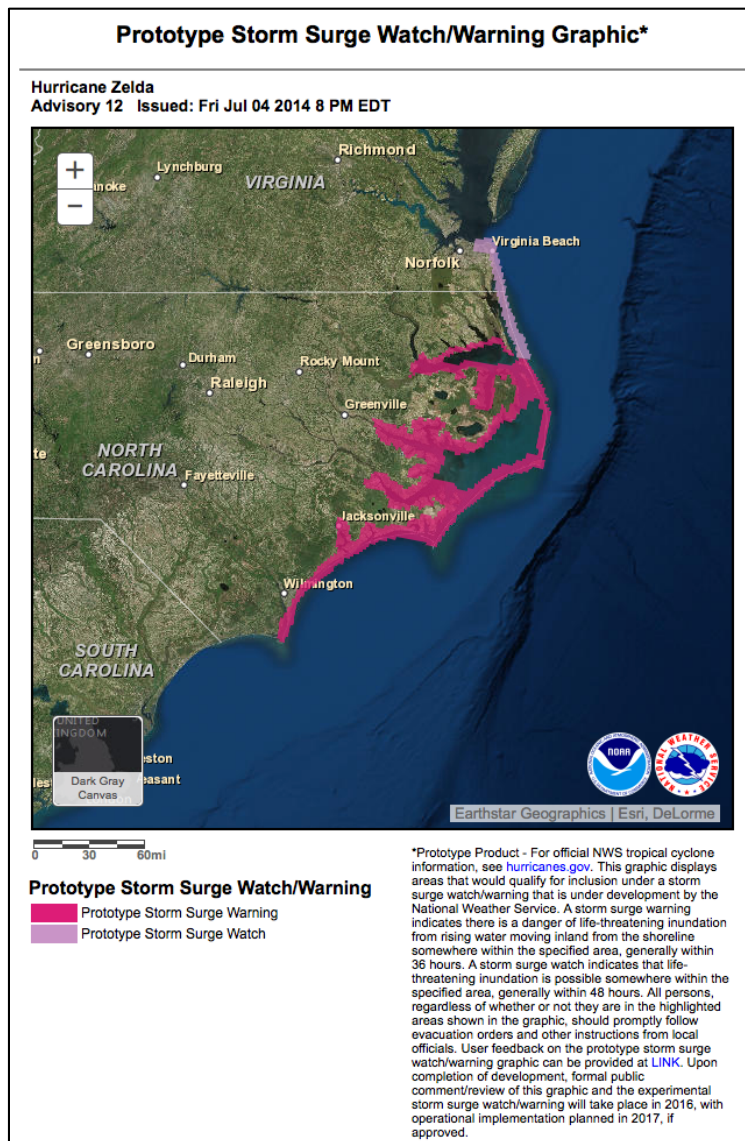 Prototype Storm Surge Watch/Warning Graphic*
Hurricane Zelda
Advisory 12 Issued: Fri Jul 04 2014 8 PM EDT
+
−
Richmond
Lynchburg
anoke
VIRGINIA
Virginia Beach
Norfolk
Greensboro
Durham
Rocky Mount
Raleigh
Greenville
NORTH
CAROLINA
te
Fayetteville
Jacksonville
Wilmington
SOUTH
CAROLINA
UNITED
KINGDOM
Dark Gray
Canvas
eston
easant
NOAA
NATIONAL WEATHER SERVICE
Earthstar Geographics | Esri, DeLorme
0 30 60mi
Prototype Storm Surge Watch/Warning
Prototype Storm Surge Warning
Prototype Storm Surge Watch
*Prototype Product - For official NWS tropical cyclone
information, see hurricanes.gov. This graphic displays
areas that would qualify for inclusion under a storm
surge watch/warning that is under development by the
National Weather Service. A storm surge warning
indicates there is a danger of life-threatening inundation
from rising water moving inland from the shoreline
somewhere within the specified area, generally within
36 hours. A storm surge watch indicates that life-
threatening inundation is possible somewhere within the
specified area, generally within 48 hours. All persons,
regardless of whether or not they are in the highlighted
areas shown in the graphic, should promptly follow
evacuation orders and other instructions from local
officials. User feedback on the prototype storm surge
watch/warning graphic can be provided at LINK. Upon
completion of development, formal public
comment/review of this graphic and the experimental
storm surge watch/warning will take place in 2016, with
operational implementation planned in 2017, if
approved.